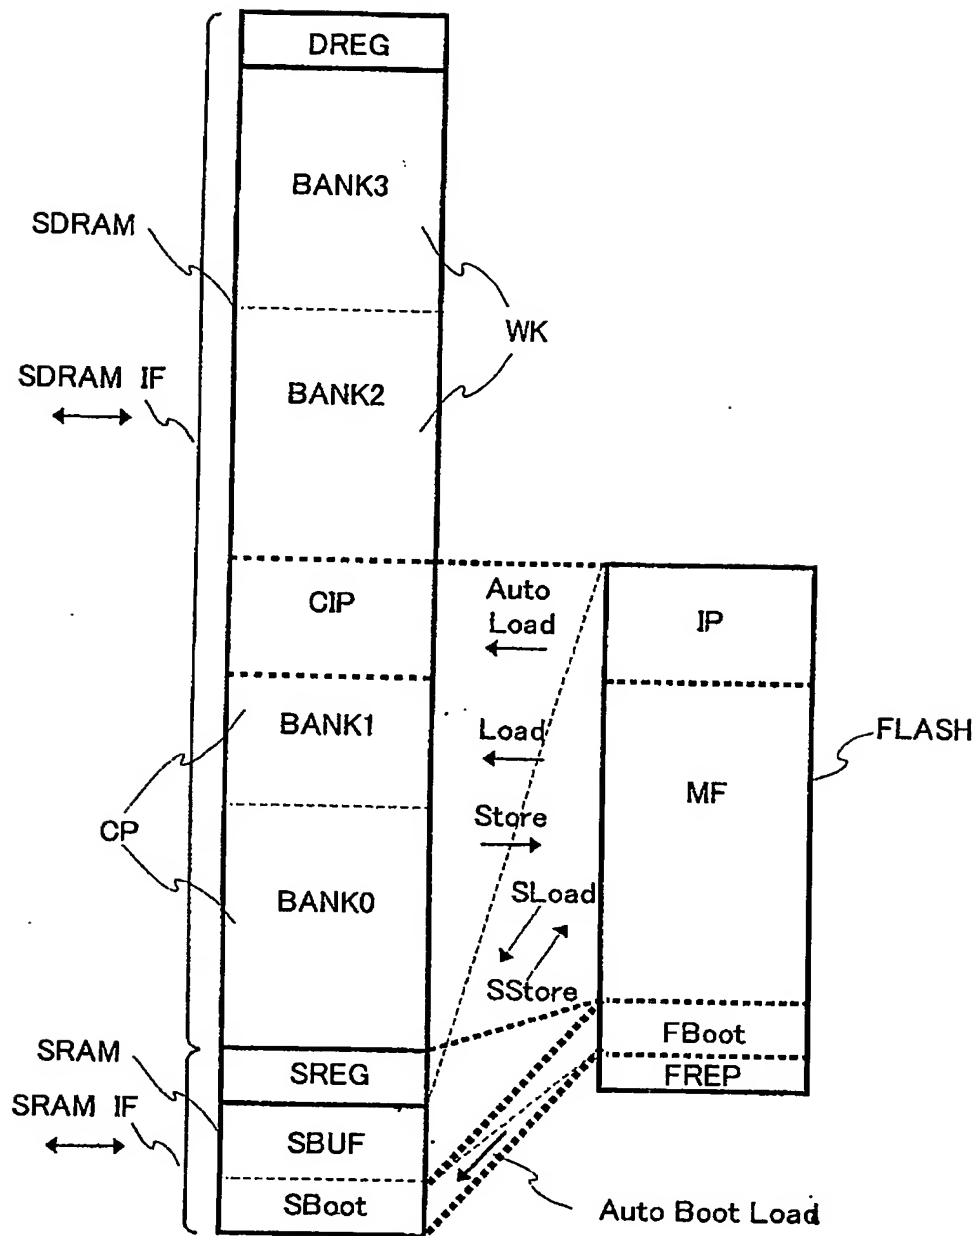 DREG
BANK3
SDRAM
WK
SDRAM IF
BANK2
CIP
Auto
Load
IP
BANK1
Load
FLASH
MF
CP
Store
BANK0
SLoad
SStore
SRAM
FBoot
SREG
FREP
SRAM IF
SBUF
SBoot
Auto Boot Load